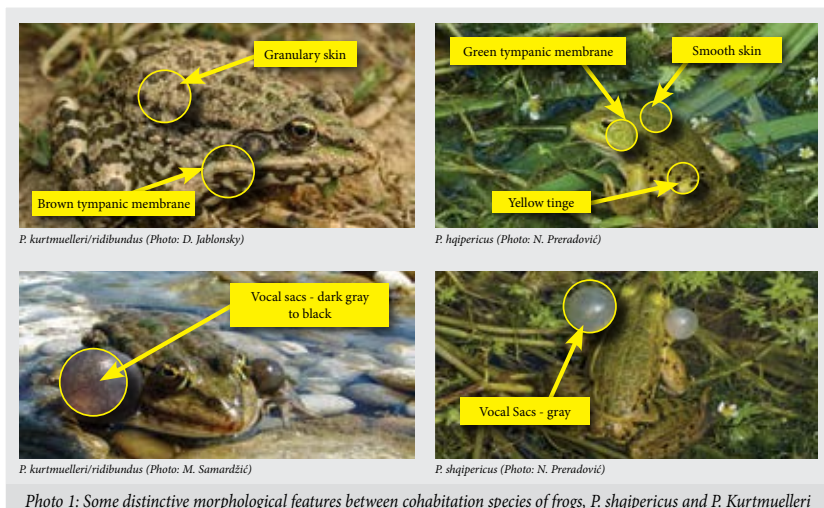 Granulary skin
Brown tympanic membrane
P. kurtmuelleri/ridibundus (Photo: D. Jablonsky)
Green tympanic membrane
Smooth skin
Yellow tinge
P. hqipericus (Photo: N. Preradović)
Vocal sacs - dark gray
to black
P. kurtmuelleri/ridibundus (Photo: M. Samardžić)
Vocal Sacs - gray
P. shqipericus (Photo: N. Preradović)
Photo 1: Some distinctive morphological features between cohabitation species of frogs, P. shqipericus and P. Kurtmuelleri